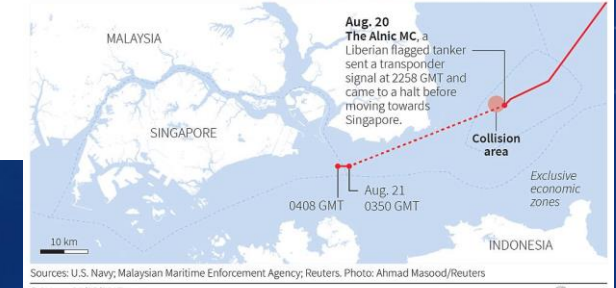 Aug. 20
The Alnic MC, a
Liberian flagged tanker
sent a transponder
signal at 2258 GMT and
came to a halt before
moving towards
Singapore.
MALAYSIA
SINGAPORE
Collision
area
Exclusive
economic
zones
Aug. 21
0350 GMT
0408 GMT
INDONESIA
10 km
Sources: U.S. Navy; Malaysian Maritime Enforcement Agency; Reuters. Photo: Ahmad Masood/Reuters